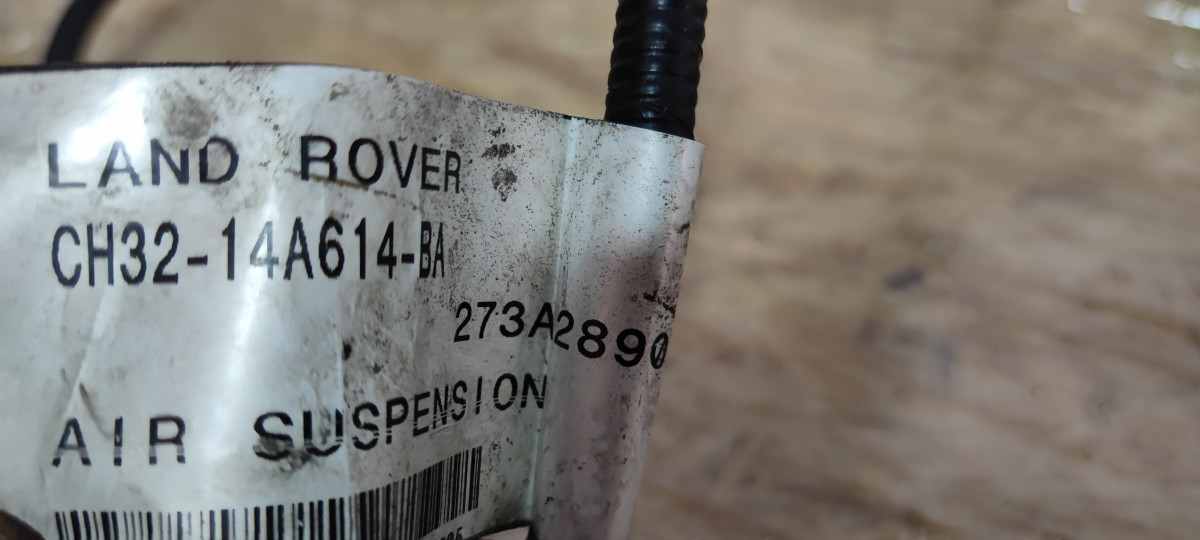 LAND ROVER
CH32-14A614-BA
273A2890
AIR SUSPENSION